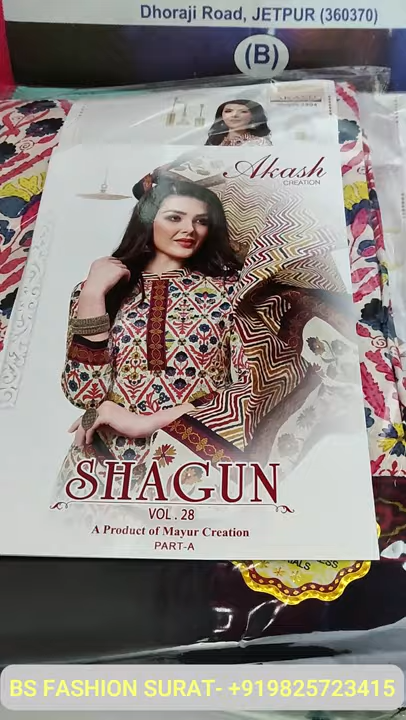 Dhoraji Road, JETPUR (360370)
(B)
Akash
CREATION
SHAGUN
VOL. 28
A Product of Mayur Creation
PART-A
BS FASHION SURAT- +919825723415